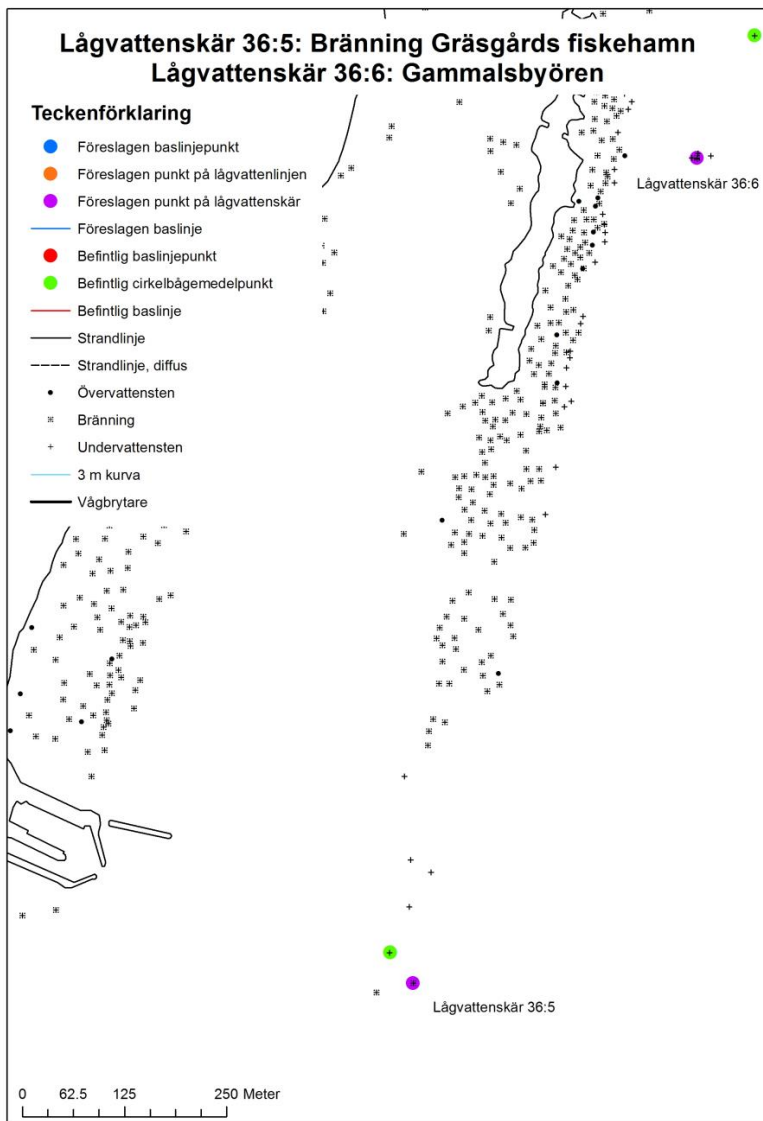 Lågvattenskär 36:5: Bränning Gräsgårds fiskehamn
Lågvattenskär 36:6: Gammalsbyören
Teckenförklaring
Föreslagen baslinjepunkt
Föreslagen punkt på lågvattenlinjen
Föreslagen punkt på lågvattenskär
Föreslagen baslinje
Befintlig baslinjepunkt
Befintlig cirkelbågemedelpunkt
Befintlig baslinje
Strandlinje
Strandlinje, diffus
Övervattensten
Bränning
Undervattensten
3 m kurva
Vågbrytare
Lågvattenskär 36:6
Lågvattenskär 36:5
0 62.5 125 250 Meter